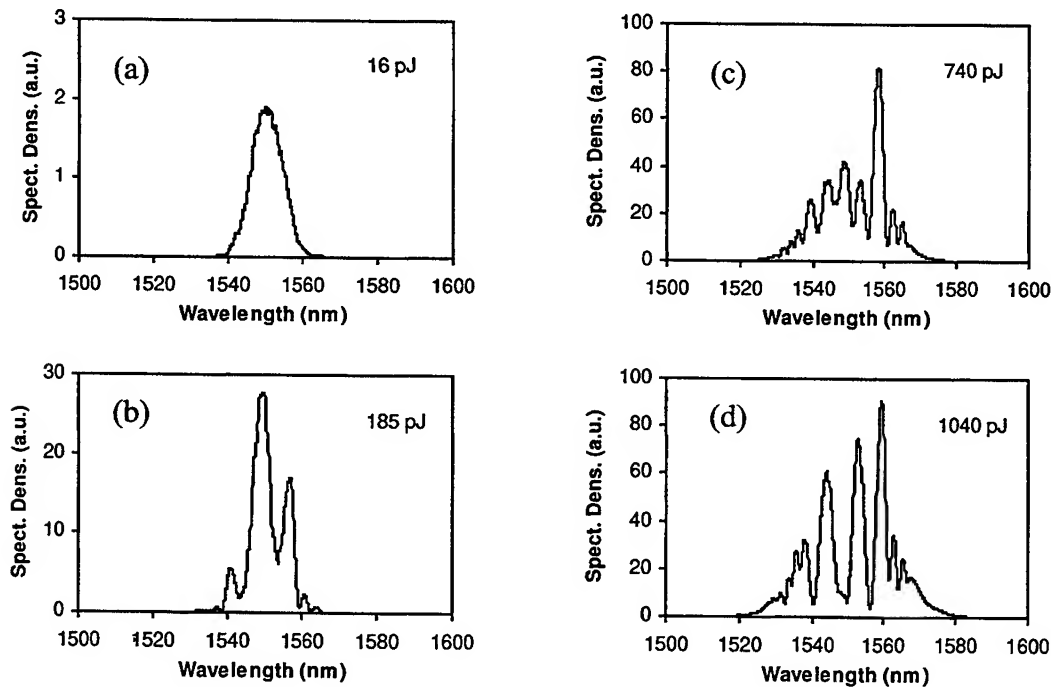 3
(a)
16 pJ
2
1
0
Spect. Dens. (a.u.)
1500 1520 1540 1560 1580 1600
Wavelength (nm)
30
(b)
185 pJ
20
10
0
Spect. Dens. (a.u.)
1500 1520 1540 1560 1580 1600
Wavelength (nm)
100
(c)
740 pJ
80
60
40
20
0
Spect. Dens. (a.u.)
1500 1520 1540 1560 1580 1600
Wavelength (nm)
100
(d)
1040 pJ
80
60
40
20
0
Spect. Dens. (a.u.)
1500 1520 1540 1560 1580 1600
Wavelength (nm)